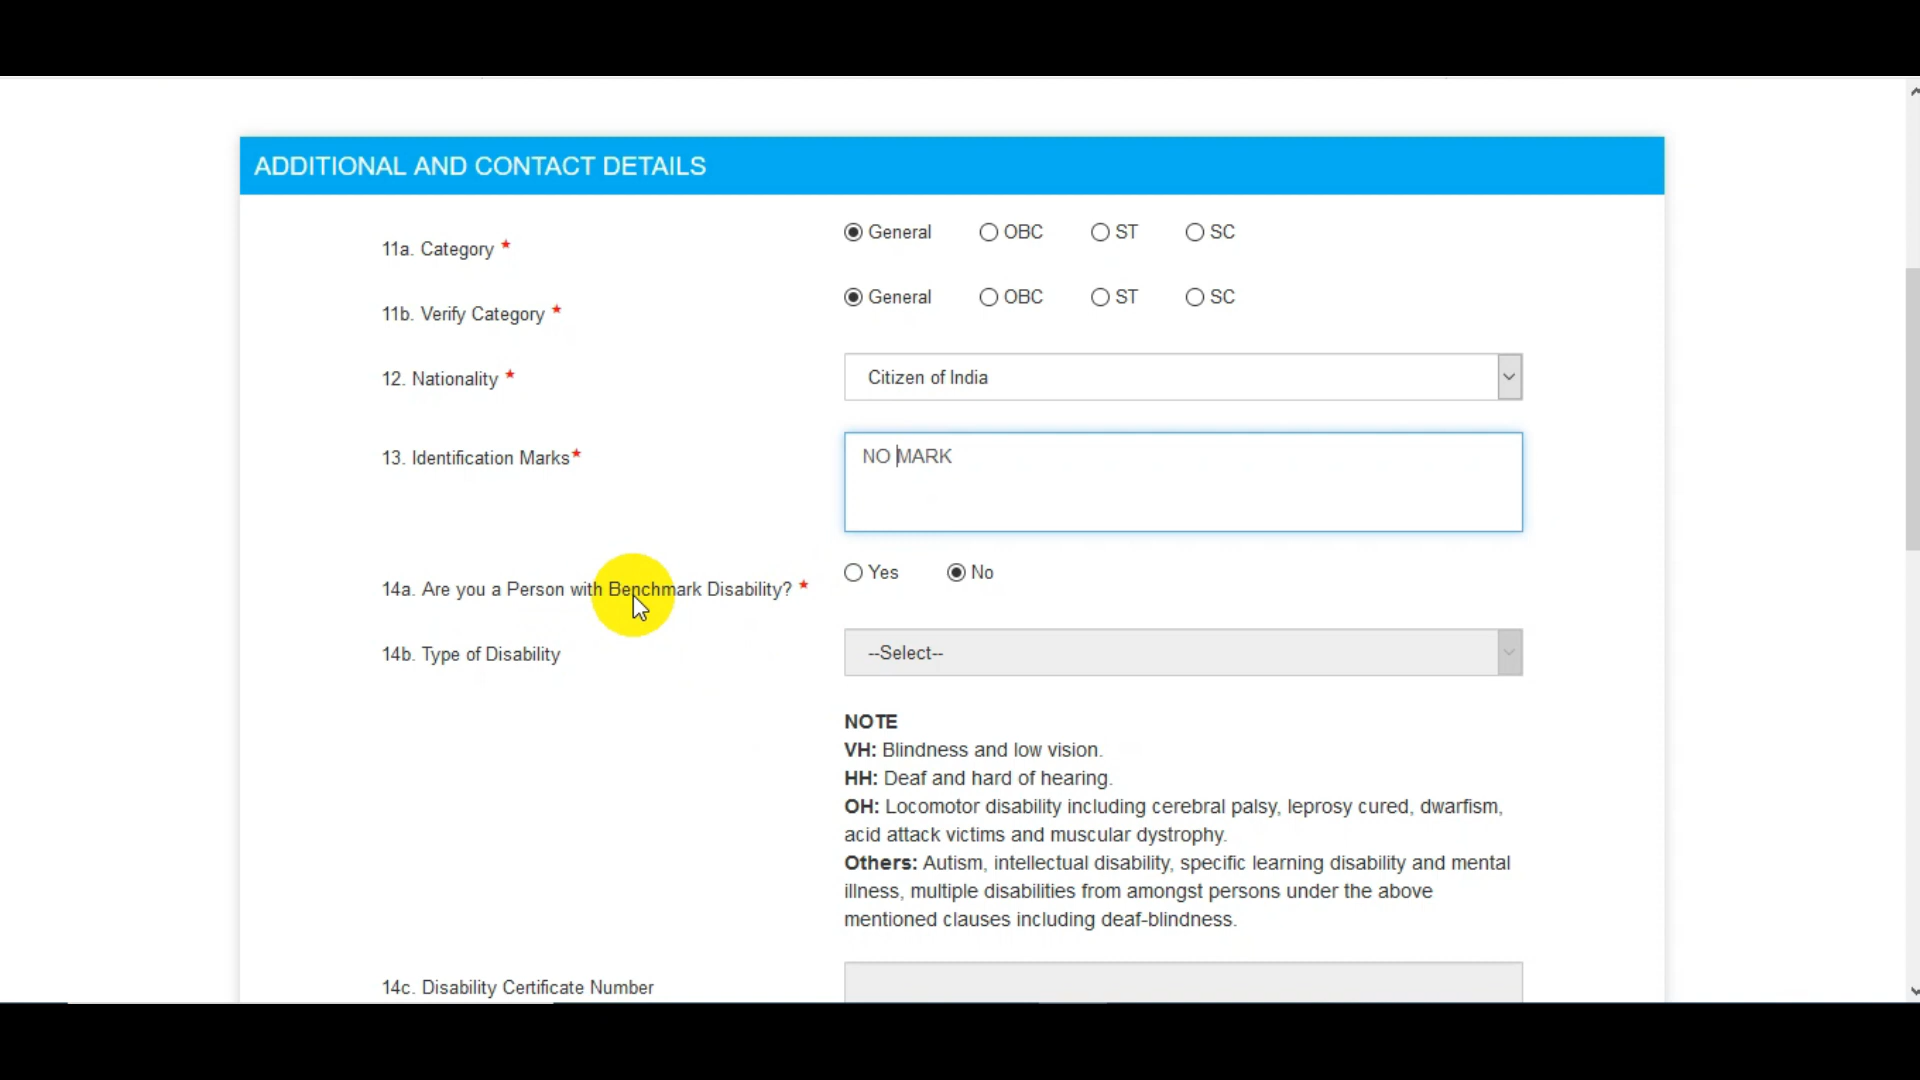 ADDITIONAL AND CONTACT DETAILS
11a. Category * General OBC ST SC
11b. Verify Category * General OBC ST SC
12. Nationality * Citizen of India
13. Identification Marks* NO MARK
14a. Are you a Person with Benchmark Disability? * Yes No
14b. Type of Disability --Select--
NOTE
VH: Blindness and low vision.
HH: Deaf and hard of hearing.
OH: Locomotor disability including cerebral palsy, leprosy cured, dwarfism,
acid attack victims and muscular dystrophy.
Others: Autism, intellectual disability, specific learning disability and mental
illness, multiple disabilities from amongst persons under the above
mentioned clauses including deaf-blindness.
14c. Disability Certificate Number